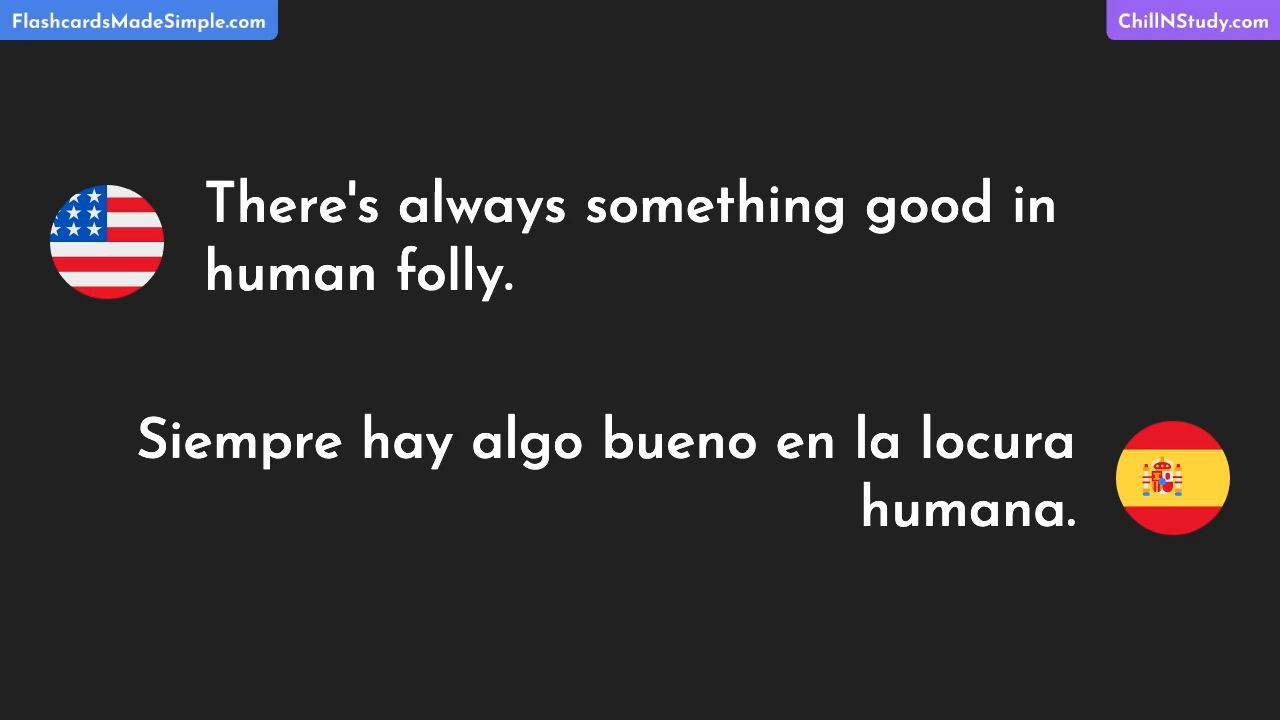 FlashcardsMadeSimple.com
ChillNStudy.com
There's always something good in
human folly.
Siempre hay algo bueno en la locura
humana.